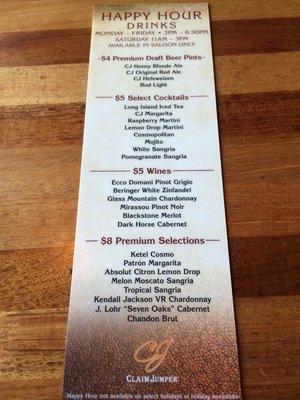 HAPPY HOUR
DRINKS
MONDAY - FRIDAY • 3PM - 6:30PM
SATURDAY 11AM - 3PM
AVAILABLE IN SALOON ONLY
$4 Premium Draft Beer Pints
CJ Honey Blonde Ale
CJ Original Red Ale
CJ Hefeweizen
Bud Light
$5 Select Cocktails
Long Island Iced Tea
CJ Margarita
Raspberry Martini
Lemon Drop Martini
Cosmopolitan
Mojito
White Sangria
Pomegranate Sangria
$5 Wines
Ecco Domani Pinot Grigio
Beringer White Zinfandel
Glass Mountain Chardonnay
Mirassou Pinot Noir
Blackstone Merlot
Dark Horse Cabernet
$8 Premium Selections
Ketel Cosmo
Patrón Margarita
Absolut Citron Lemon Drop
Melon Moscato Sangria
Tropical Sangria
Kendall Jackson VR Chardonnay
J. Lohr "Seven Oaks" Cabernet
Chandon Brut
CJ
CLAIM JUMPER
Happy Hour not available on select holidays or holiday weekends